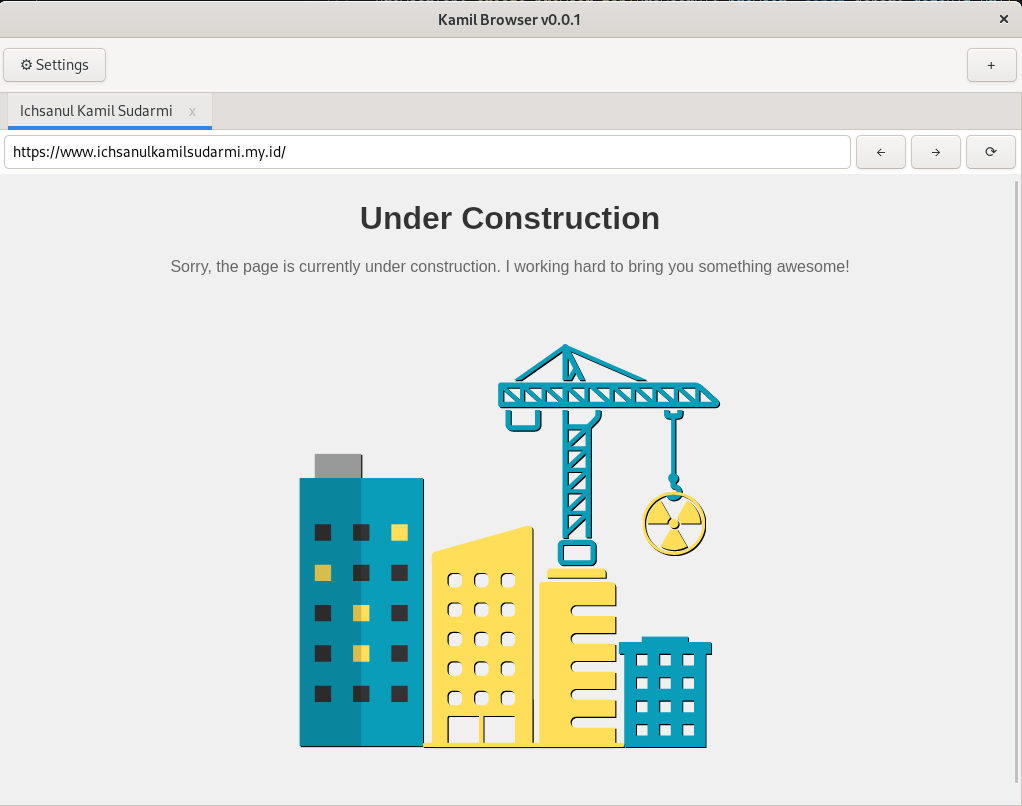 Kamil Browser v0.0.1 ×
⚙ Settings +
Ichsanul Kamil Sudarmi x
https://www.ichsanulkamilsudarmi.my.id/ ← → ⟳
Under Construction
Sorry, the page is currently under construction. I working hard to bring you something awesome!